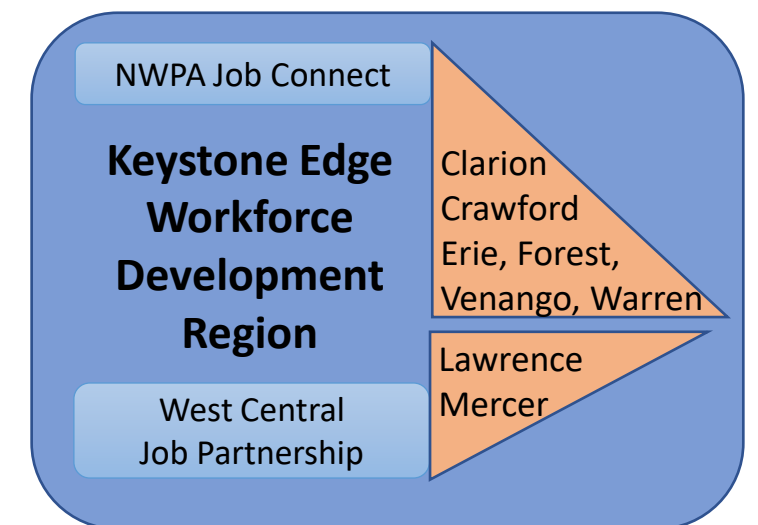 NWPA Job Connect
Keystone Edge
Workforce
Development
Region
Clarion
Crawford
Erie, Forest,
Venango, Warren
Lawrence
Mercer
West Central
Job Partnership